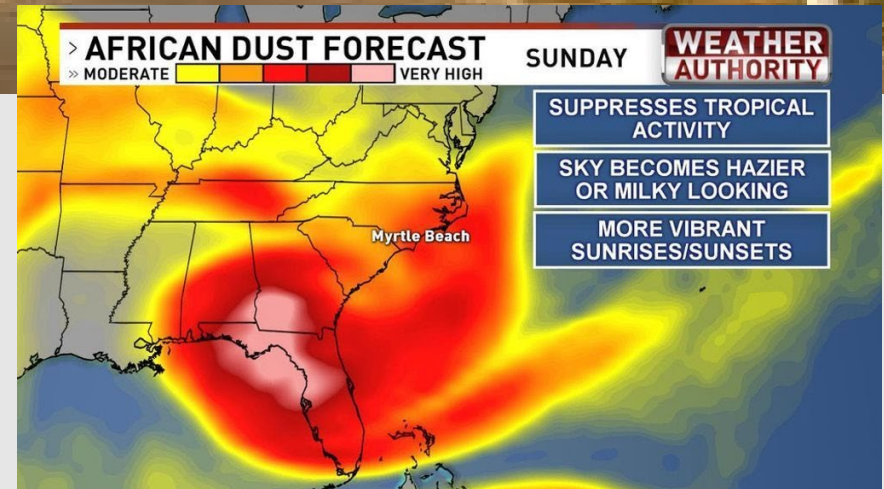 > AFRICAN DUST FORECAST
» MODERATE VERY HIGH
SUNDAY
WEATHER
AUTHORITY
SUPPRESSES TROPICAL
ACTIVITY
SKY BECOMES HAZIER
OR MILKY LOOKING
MORE VIBRANT
SUNRISES/SUNSETS
Myrtle Beach